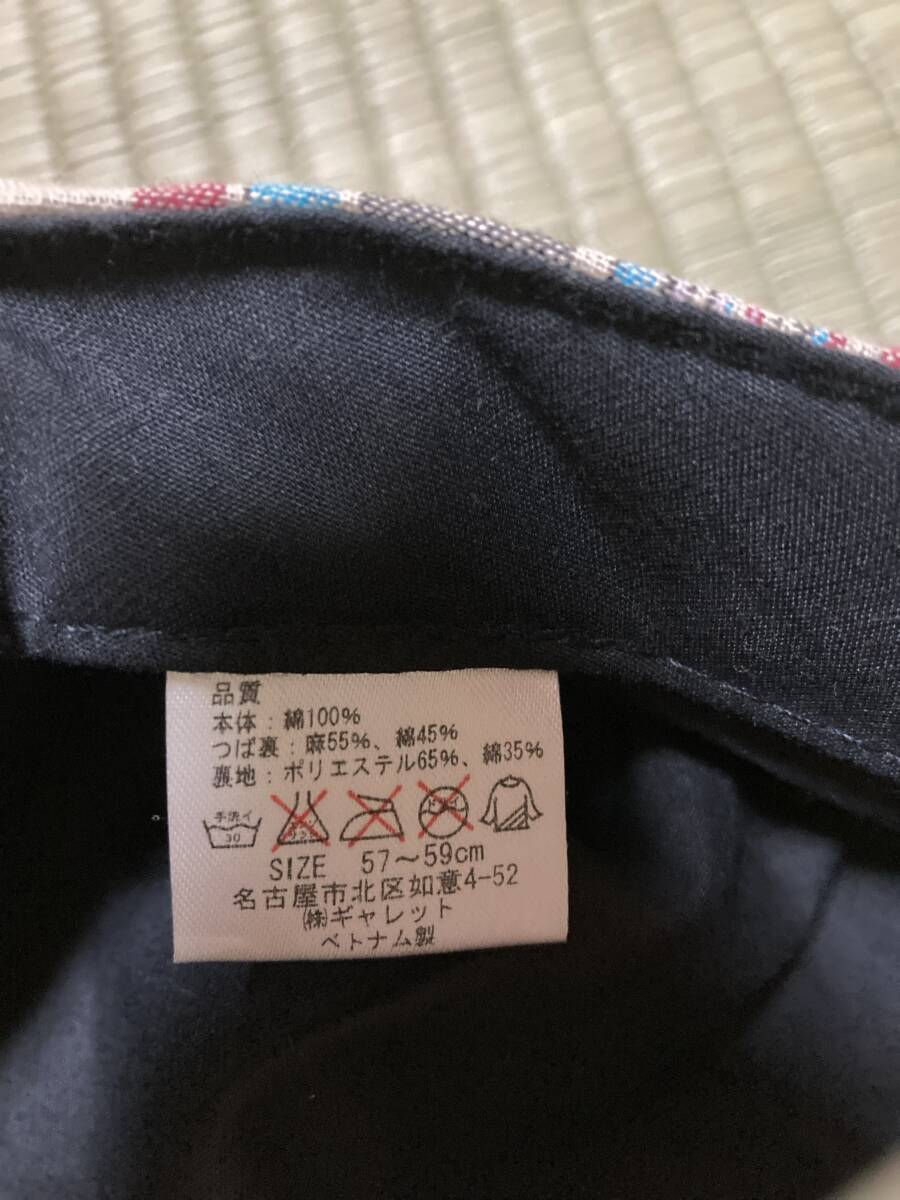 品質
本体：綿100%
つば裏：麻55%、綿45%
裏地：ポリエステル65%、綿35%
手洗イ
30
SIZE 57～59cm
名古屋市北区如意4-52
㈱ギャレット
ベトナム製